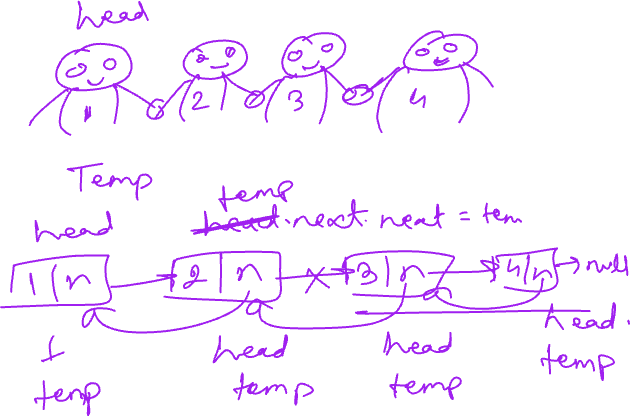 head
1 2 3 4
Temp
temp
head
head.next.next = tem
1 | n 2 | n 3 | n 4 | n null
head head head.
temp temp temp temp